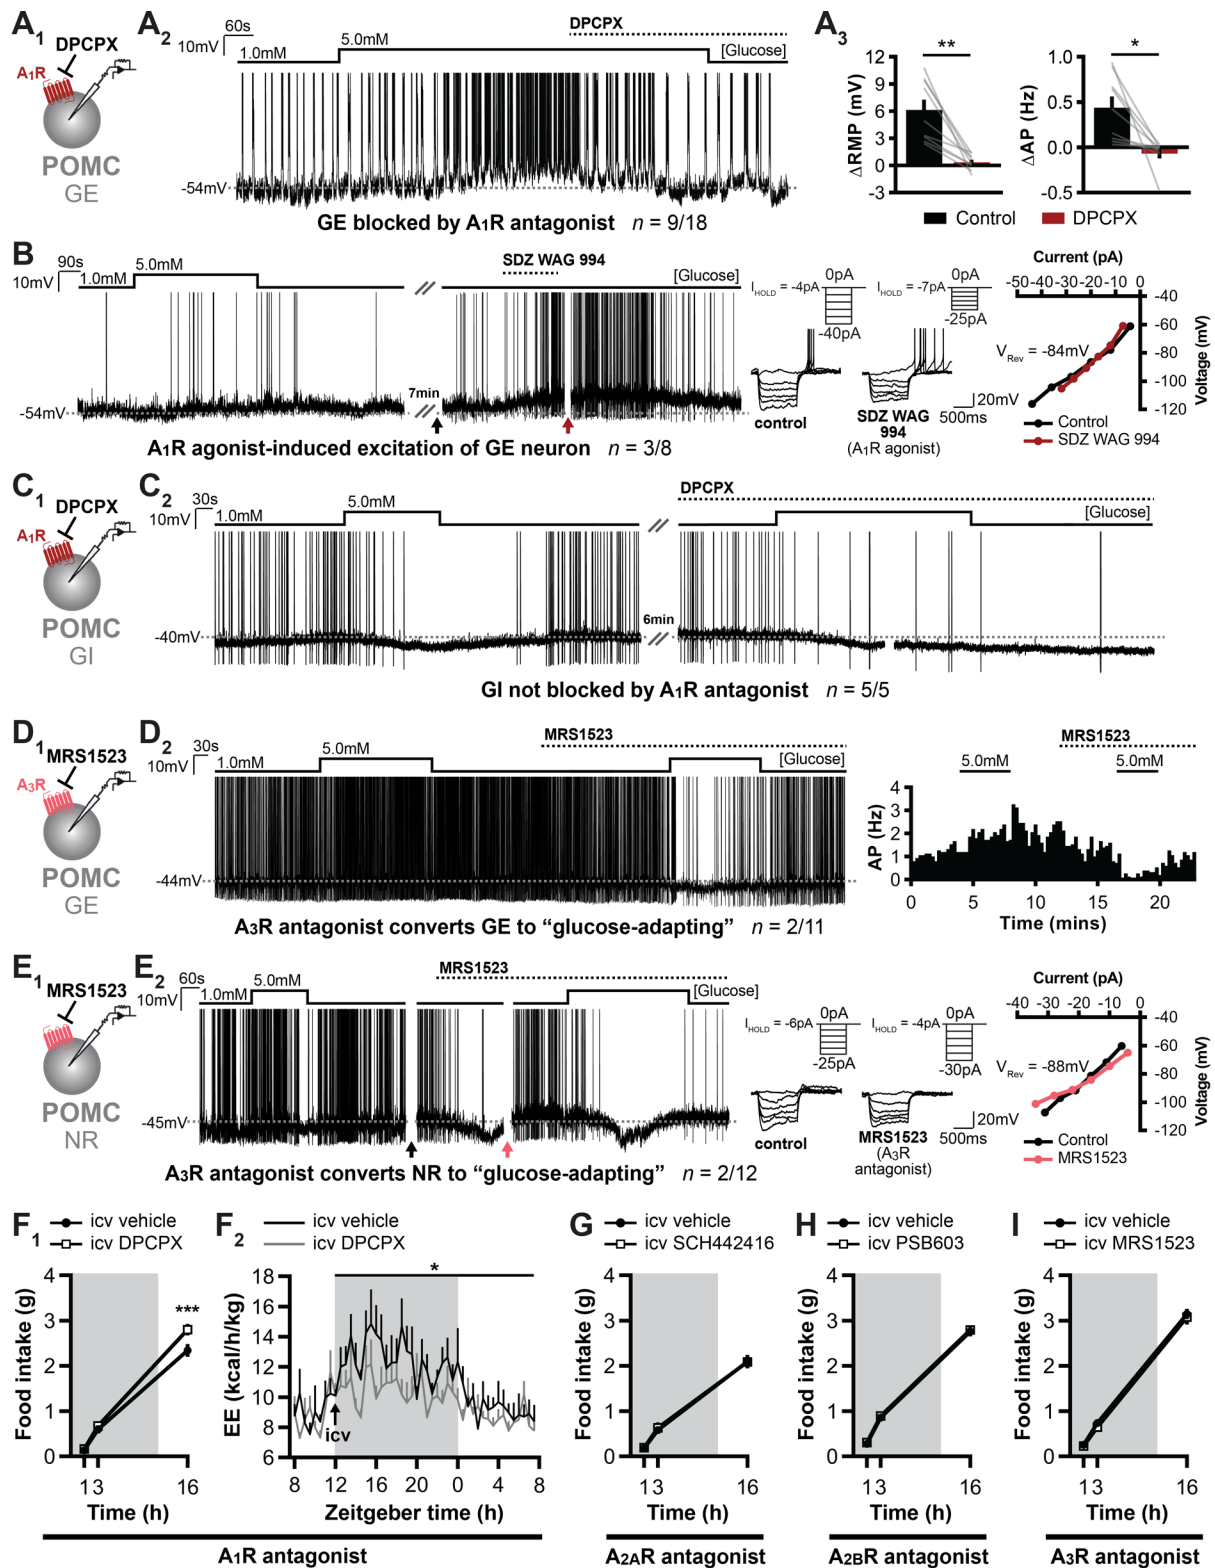 A1
DPCPX
A1R
POMC
GE
A2
60s
10mV
1.0mM
5.0mM
DPCPX
[Glucose]
-54mV
GE blocked by A1R antagonist n = 9/18
A3
ΔRMP (mV)
12
9
6
3
0
-3
**
ΔAP (Hz)
1.0
0.5
0.0
-0.5
*
Control
DPCPX
B
90s
10mV
1.0mM
5.0mM
SDZ WAG 994
[Glucose]
7min
-54mV
A1R agonist-induced excitation of GE neuron n = 3/8
0pA
IHOLD = -4pA
-40pA
0pA
IHOLD = -7pA
-25pA
control
SDZ WAG
994
(A1R agonist)
20mV
500ms
Current (pA)
-50 -40 -30 -20 -10 0
-40
-60
-80
-100
-120
Voltage (mV)
VRev = -84mV
Control
SDZ WAG 994
C1
DPCPX
A1R
POMC
GI
C2
30s
10mV
1.0mM
5.0mM
DPCPX
[Glucose]
6min
-40mV
GI not blocked by A1R antagonist n = 5/5
D1
MRS1523
A3R
POMC
GE
D2
30s
10mV
1.0mM
5.0mM
MRS1523
[Glucose]
-44mV
A3R antagonist converts GE to “glucose-adapting” n = 2/11
MRS1523
5.0mM
5.0mM
AP (Hz)
4
3
2
1
0
0 5 10 15 20
Time (mins)
E1
MRS1523
A3R
POMC
NR
E2
60s
10mV
1.0mM
5.0mM
MRS1523
[Glucose]
-45mV
A3R antagonist converts NR to “glucose-adapting” n = 2/12
0pA
IHOLD = -6pA
-25pA
0pA
IHOLD = -4pA
-30pA
control
MRS1523
(A3R
antagonist)
20mV
500ms
Current (pA)
-40 -30 -20 -10 0
-40
-60
-80
-100
-120
Voltage (mV)
VRev = -88mV
Control
MRS1523
F1
icv vehicle
icv DPCPX
Food intake (g)
4
3
2
1
0
***
13 16
Time (h)
F2
icv vehicle
icv DPCPX
EE (kcal/h/kg)
18
16
14
12
10
8
6
*
icv
8 12 16 20 0 4 8
Zeitgeber time (h)
A1R antagonist
G
icv vehicle
icv SCH442416
Food intake (g)
4
3
2
1
0
13 16
Time (h)
A2AR antagonist
H
icv vehicle
icv PSB603
Food intake (g)
4
3
2
1
0
13 16
Time (h)
A2BR antagonist
I
icv vehicle
icv MRS1523
Food intake (g)
4
3
2
1
0
13 16
Time (h)
A3R antagonist